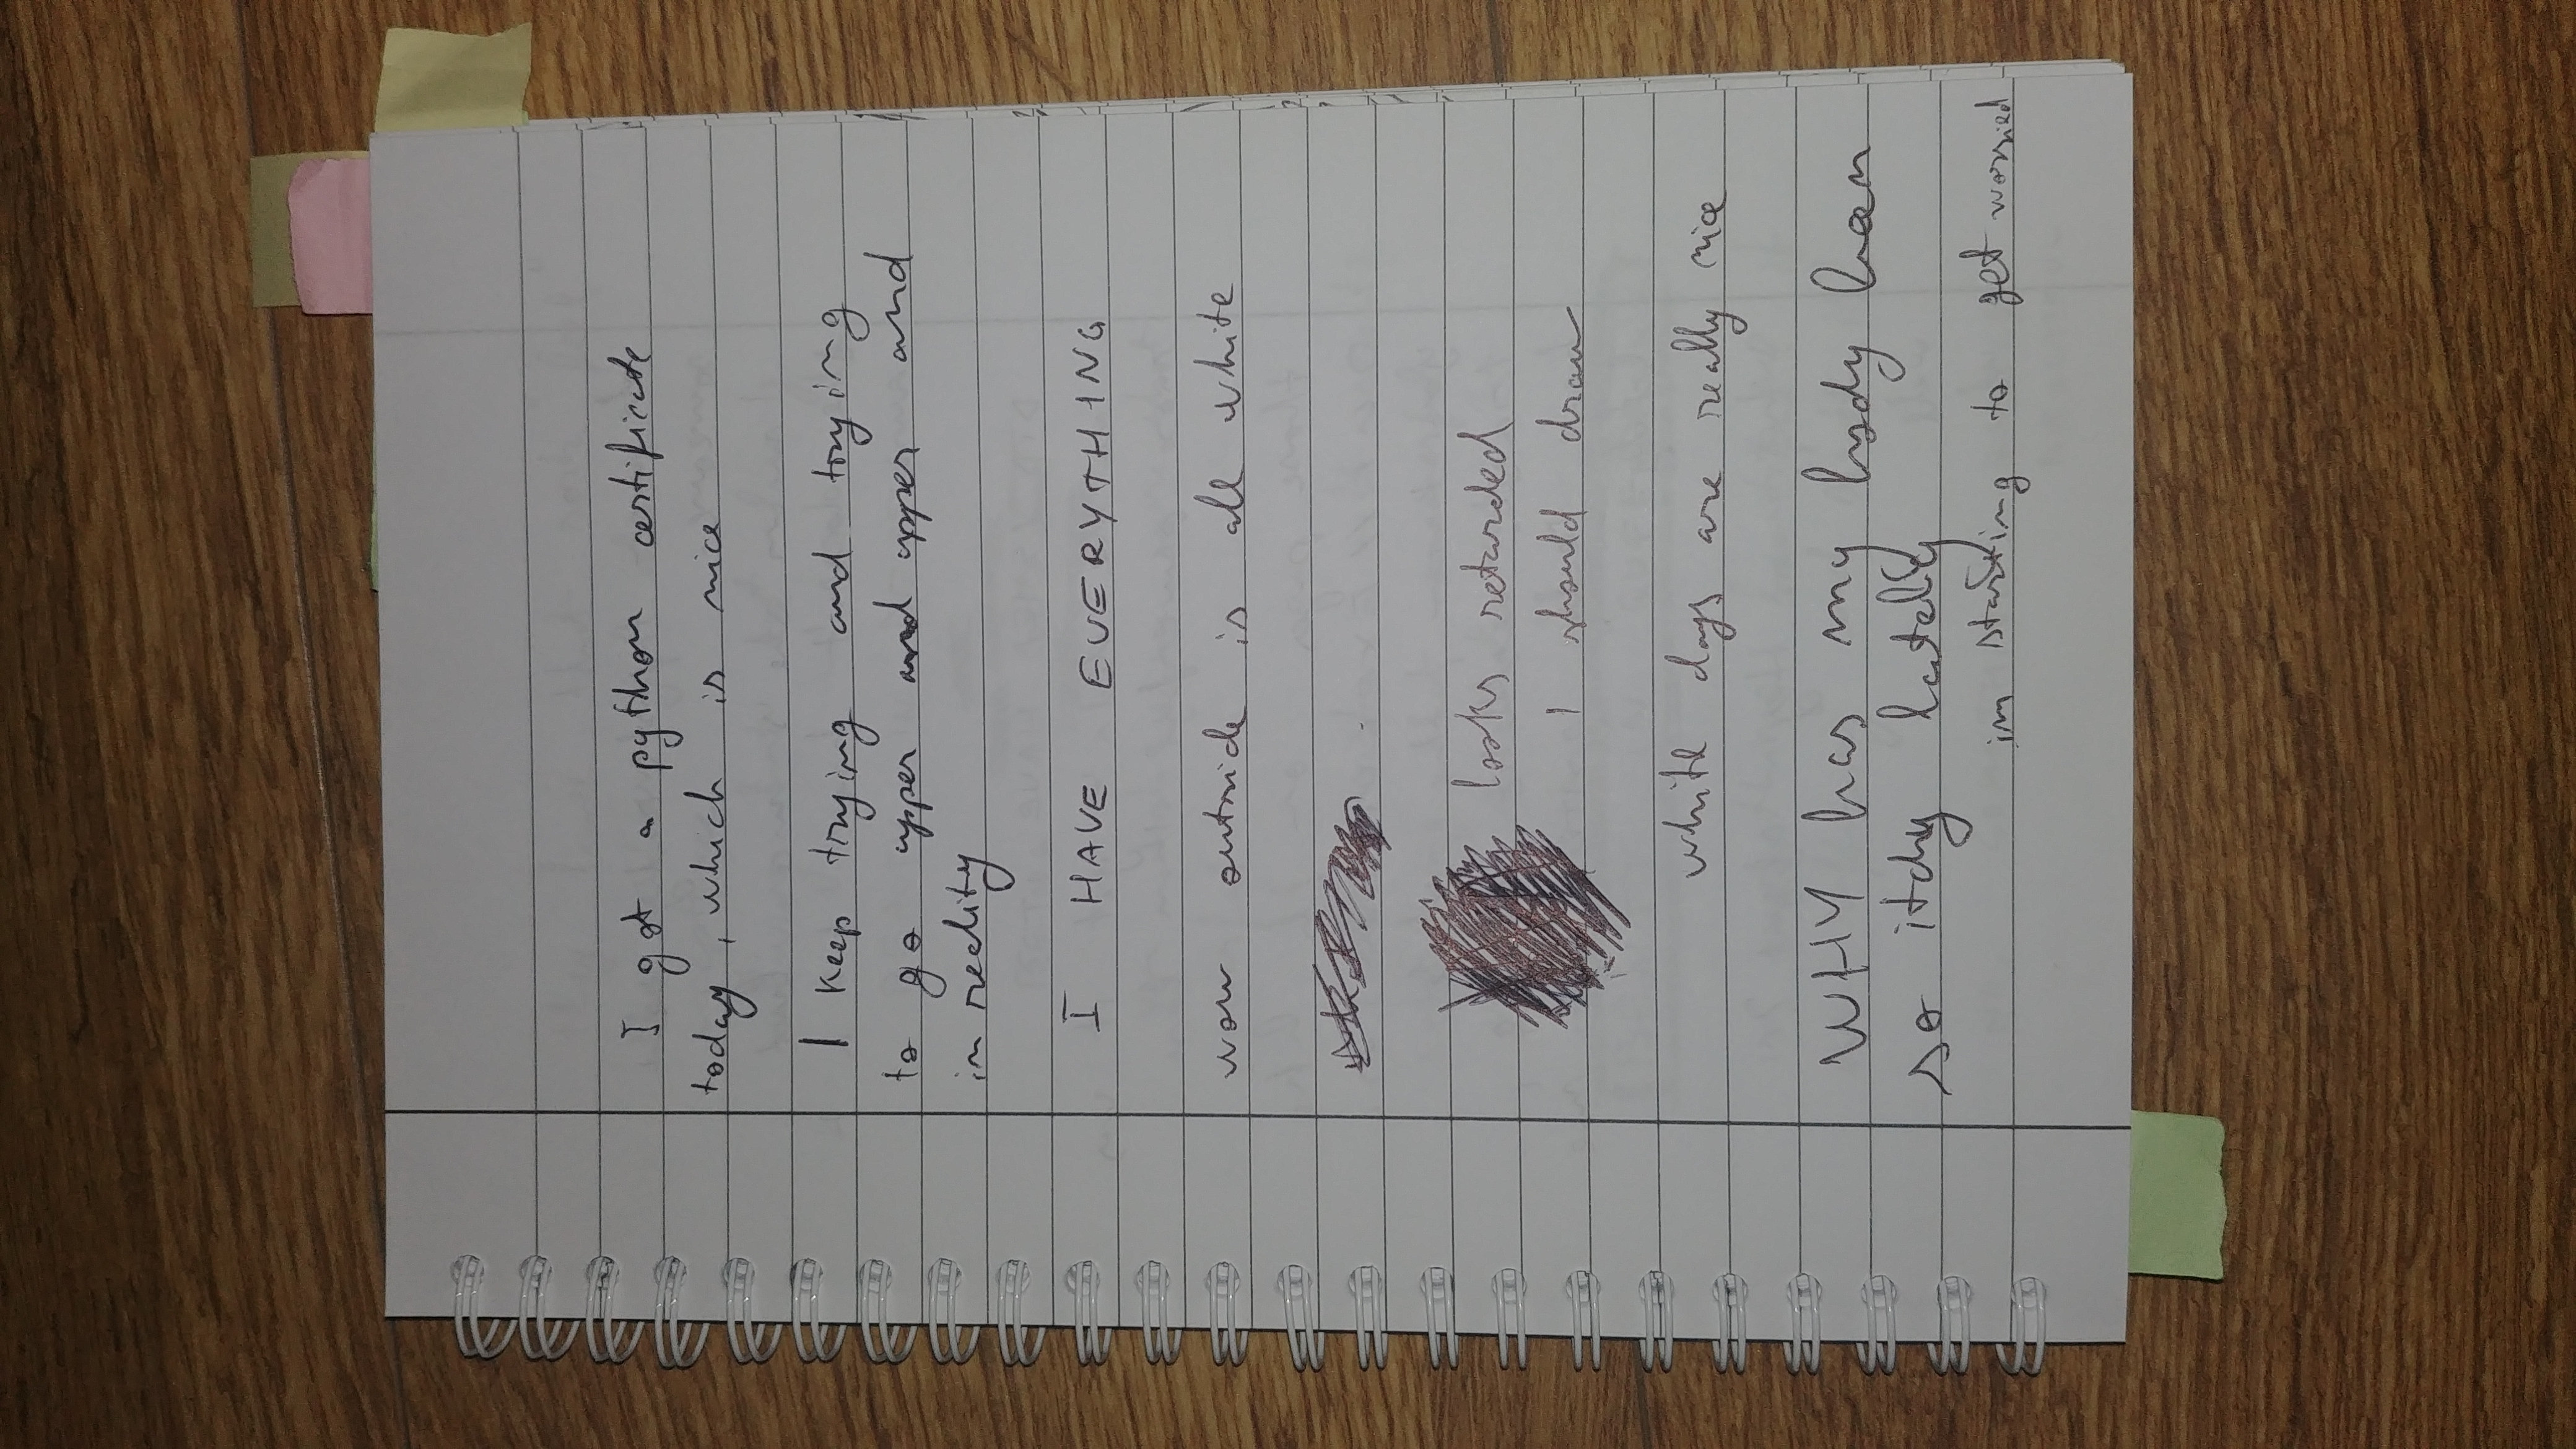 I got a python certificate
today, which is nice
I keep trying and trying
to go upper and upper and
in reality
I HAVE EVERYTHING
wow outside is all white
looks retarded
I should draw
white days are really nice
WHY has my body been
so itchy lately
im starting to get worried